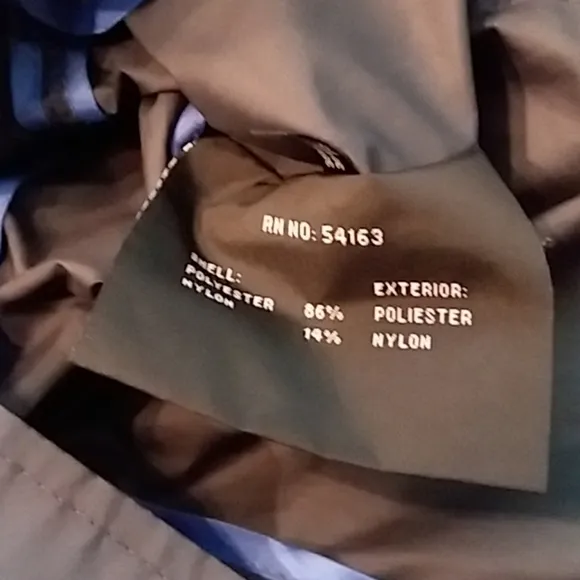 RN NO: 54163
SHELL:
POLYESTER 86%
NYLON 14%
EXTERIOR:
POLIESTER
NYLON